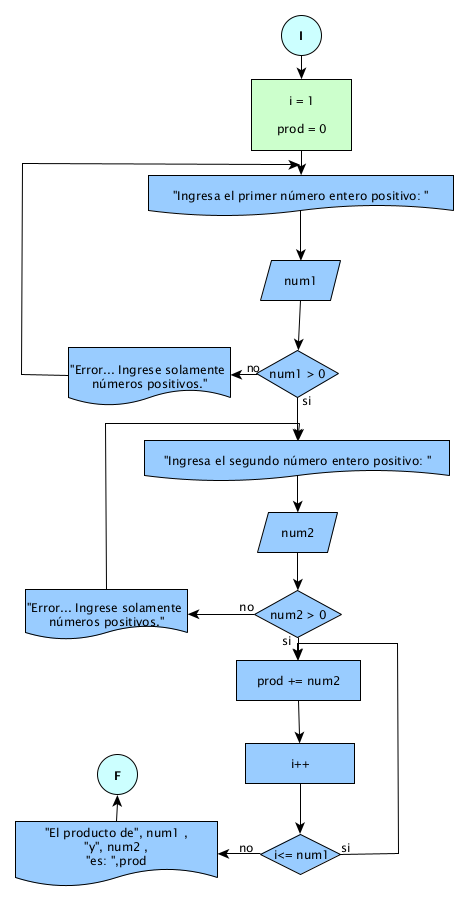 I
i = 1
prod = 0
"Ingresa el primer número entero positivo: "
num1
"Error... Ingrese solamente
números positivos."
no
num1 > 0
si
"Ingresa el segundo número entero positivo: "
num2
"Error... Ingrese solamente
números positivos."
no
num2 > 0
si
prod += num2
i++
F
"El producto de", num1 ,
"y", num2 ,
"es: ",prod
no
i<= num1
si